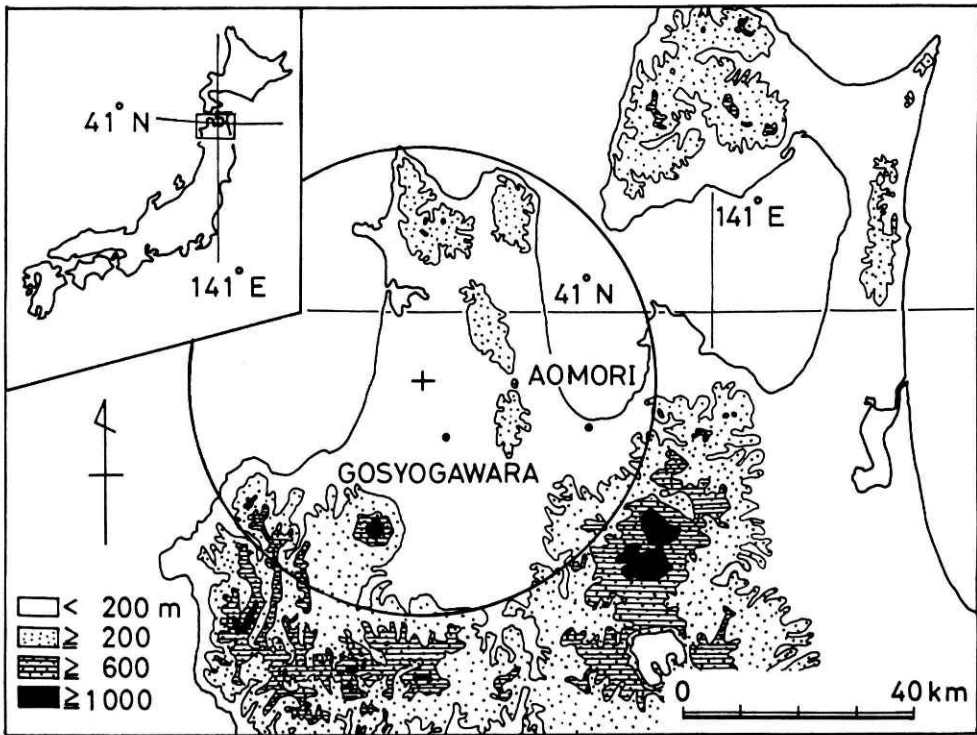 41° N
141° E
141° E
41° N
AOMORI
GOSYOGAWARA
< 200 m
≧ 200
≧ 600
≧ 1000
0 40 km